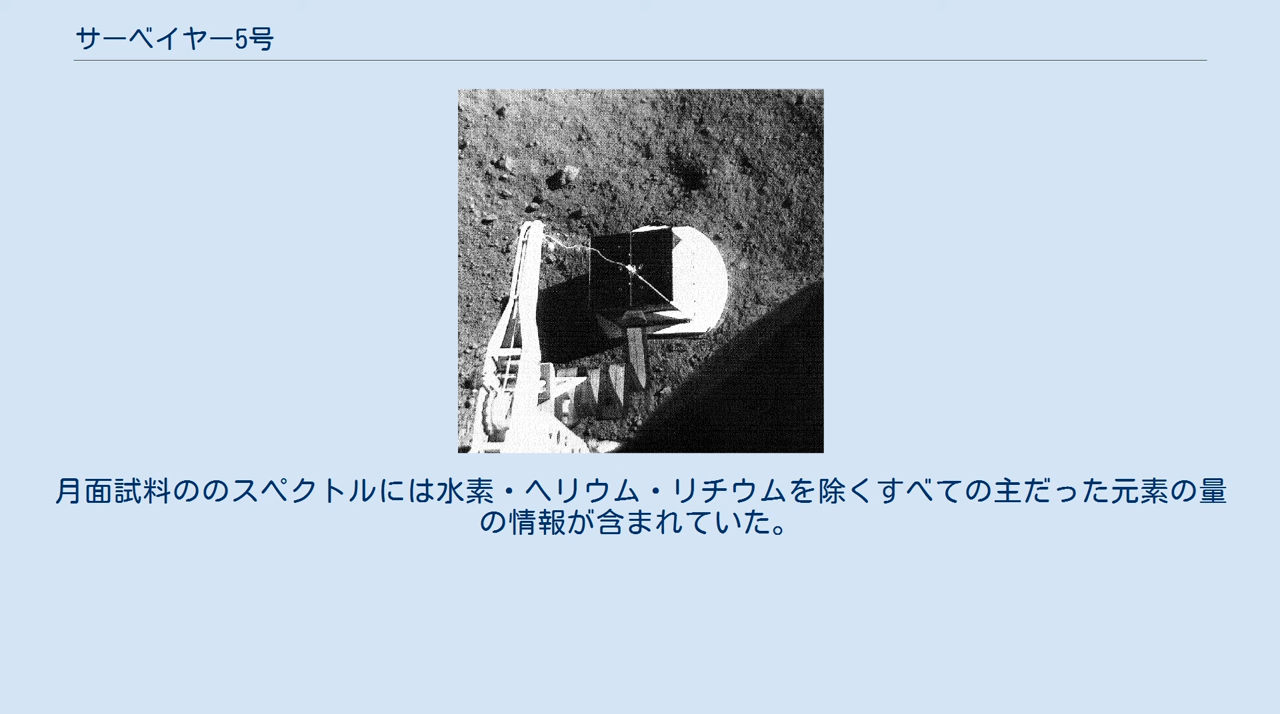 サーベイヤー5号
月面試料ののスペクトルには水素・ヘリウム・リチウムを除くすべての主だった元素の量
の情報が含まれていた。